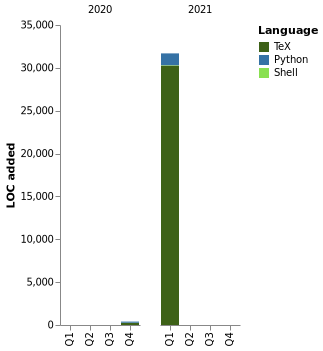 2020 2021
Language
TeX
Python
Shell
LOC added
35,000
30,000
25,000
20,000
15,000
10,000
5,000
0
Q1 Q2 Q3 Q4 Q1 Q2 Q3 Q4